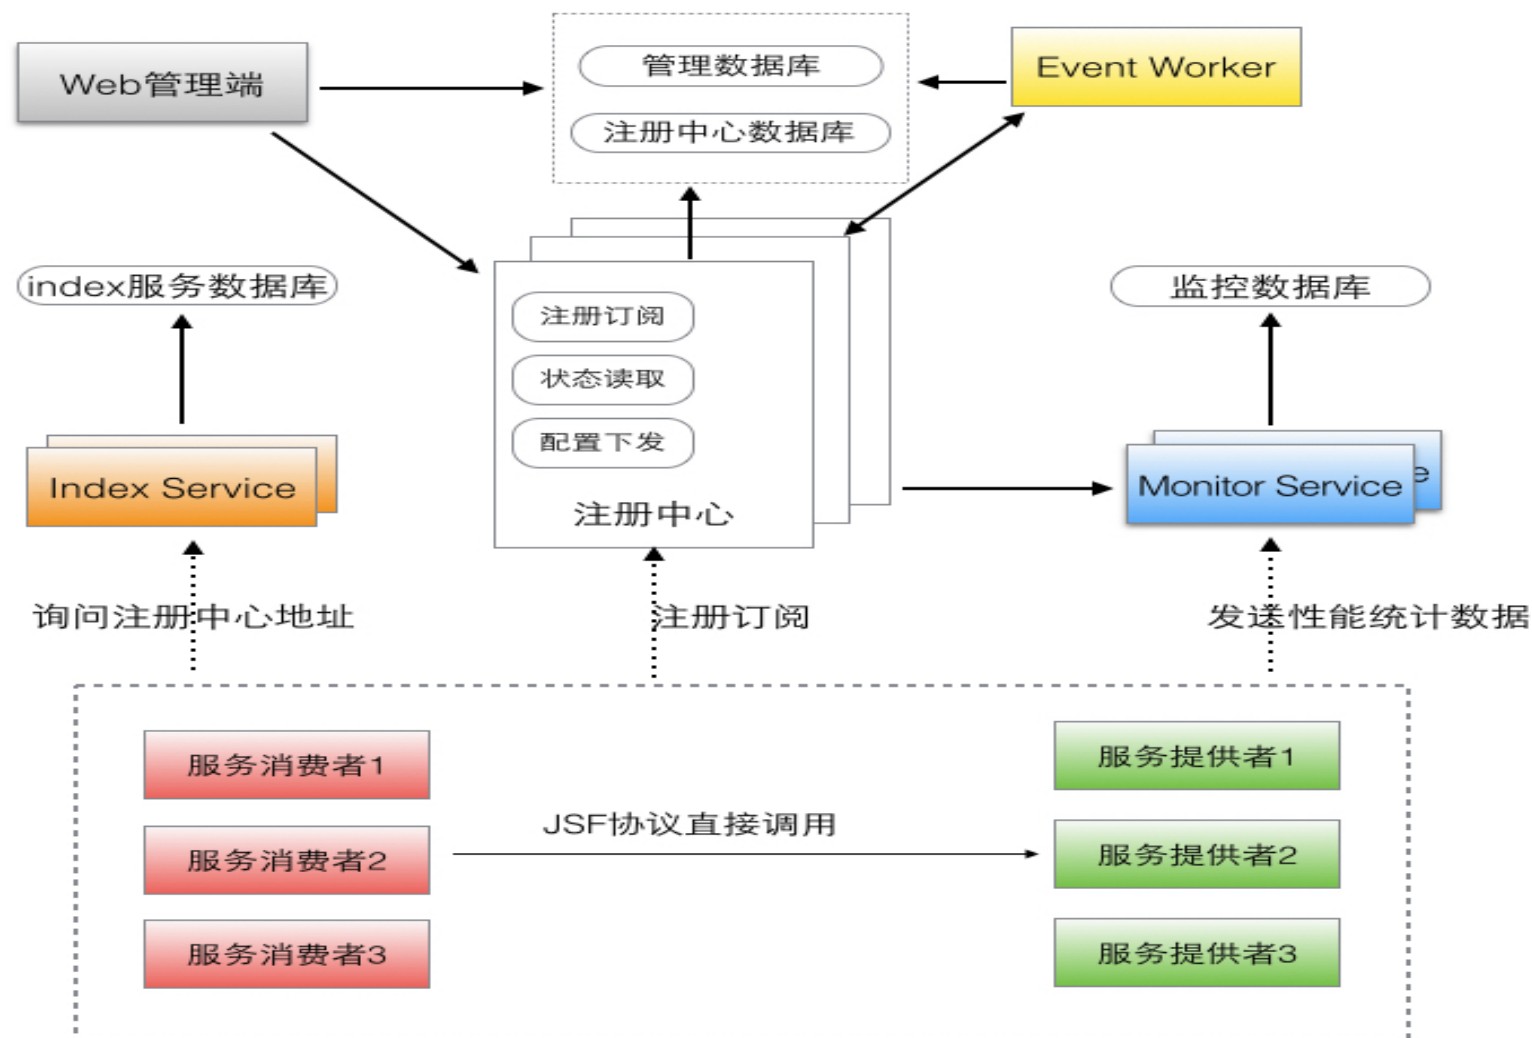 Web管理端
管理数据库
注册中心数据库
Event Worker
index服务数据库
注册订阅
状态读取
配置下发
注册中心
监控数据库
Index Service
Monitor Service
e
询问注册中心地址
注册订阅
发送性能统计数据
服务消费者1
服务提供者1
JSF协议直接调用
服务消费者2
服务提供者2
服务消费者3
服务提供者3